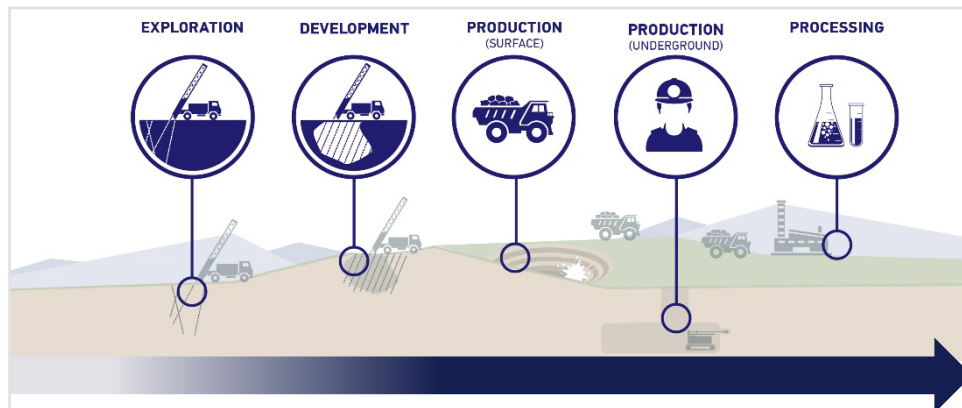 EXPLORATION
DEVELOPMENT
PRODUCTION
(SURFACE)
PRODUCTION
(UNDERGROUND)
PROCESSING